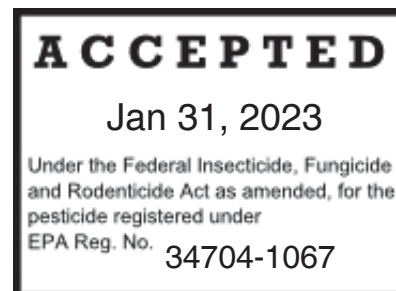 ACCEPTED
Jan 31, 2023
Under the Federal Insecticide, Fungicide
and Rodenticide Act as amended, for the
pesticide registered under
EPA Reg. No. 34704-1067